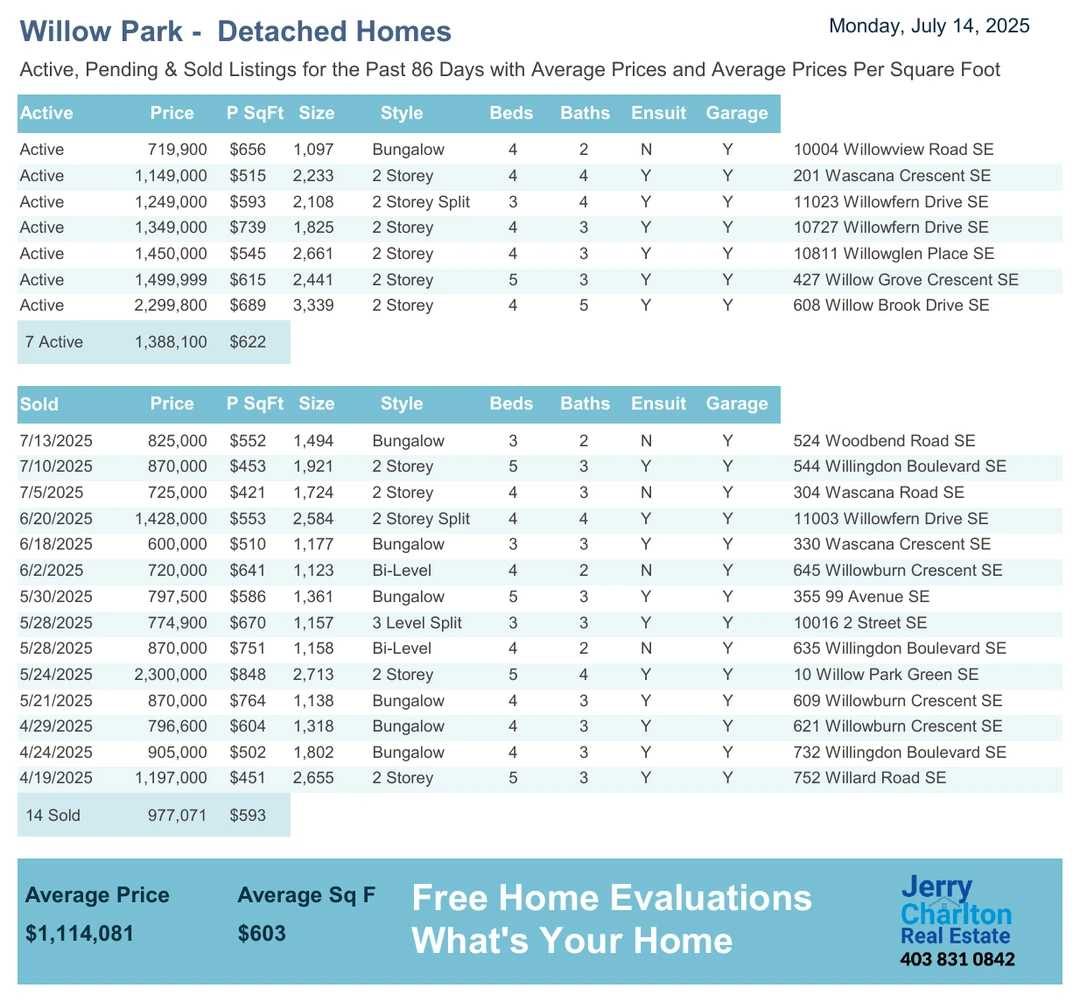 Willow Park - Detached Homes
Monday, July 14, 2025
Active, Pending & Sold Listings for the Past 86 Days with Average Prices and Average Prices Per Square Foot
Active Price P SqFt Size Style Beds Baths Ensuit Garage
Active 719,900 $656 1,097 Bungalow 4 2 N Y 10004 Willowview Road SE
Active 1,149,000 $515 2,233 2 Storey 4 4 Y Y 201 Wascana Crescent SE
Active 1,249,000 $593 2,108 2 Storey Split 3 4 Y Y 11023 Willowfern Drive SE
Active 1,349,000 $739 1,825 2 Storey 4 3 Y Y 10727 Willowfern Drive SE
Active 1,450,000 $545 2,661 2 Storey 4 3 Y Y 10811 Willowglen Place SE
Active 1,499,999 $615 2,441 2 Storey 5 3 Y Y 427 Willow Grove Crescent SE
Active 2,299,800 $689 3,339 2 Storey 4 5 Y Y 608 Willow Brook Drive SE
7 Active 1,388,100 $622
Sold Price P SqFt Size Style Beds Baths Ensuit Garage
7/13/2025 825,000 $552 1,494 Bungalow 3 2 N Y 524 Woodbend Road SE
7/10/2025 870,000 $453 1,921 2 Storey 5 3 Y Y 544 Willingdon Boulevard SE
7/5/2025 725,000 $421 1,724 2 Storey 4 3 N Y 304 Wascana Road SE
6/20/2025 1,428,000 $553 2,584 2 Storey Split 4 4 Y Y 11003 Willowfern Drive SE
6/18/2025 600,000 $510 1,177 Bungalow 3 3 Y Y 330 Wascana Crescent SE
6/2/2025 720,000 $641 1,123 Bi-Level 4 2 N Y 645 Willowburn Crescent SE
5/30/2025 797,500 $586 1,361 Bungalow 5 3 Y Y 355 99 Avenue SE
5/28/2025 774,900 $670 1,157 3 Level Split 3 3 Y Y 10016 2 Street SE
5/28/2025 870,000 $751 1,158 Bi-Level 4 2 N Y 635 Willingdon Boulevard SE
5/24/2025 2,300,000 $848 2,713 2 Storey 5 4 Y Y 10 Willow Park Green SE
5/21/2025 870,000 $764 1,138 Bungalow 4 3 Y Y 609 Willowburn Crescent SE
4/29/2025 796,600 $604 1,318 Bungalow 4 3 Y Y 621 Willowburn Crescent SE
4/24/2025 905,000 $502 1,802 Bungalow 4 3 Y Y 732 Willingdon Boulevard SE
4/19/2025 1,197,000 $451 2,655 2 Storey 5 3 Y Y 752 Willard Road SE
14 Sold 977,071 $593
Average Price Average Sq F
$1,114,081 $603
Free Home Evaluations
What's Your Home
Jerry
Charlton
Real Estate
403 831 0842